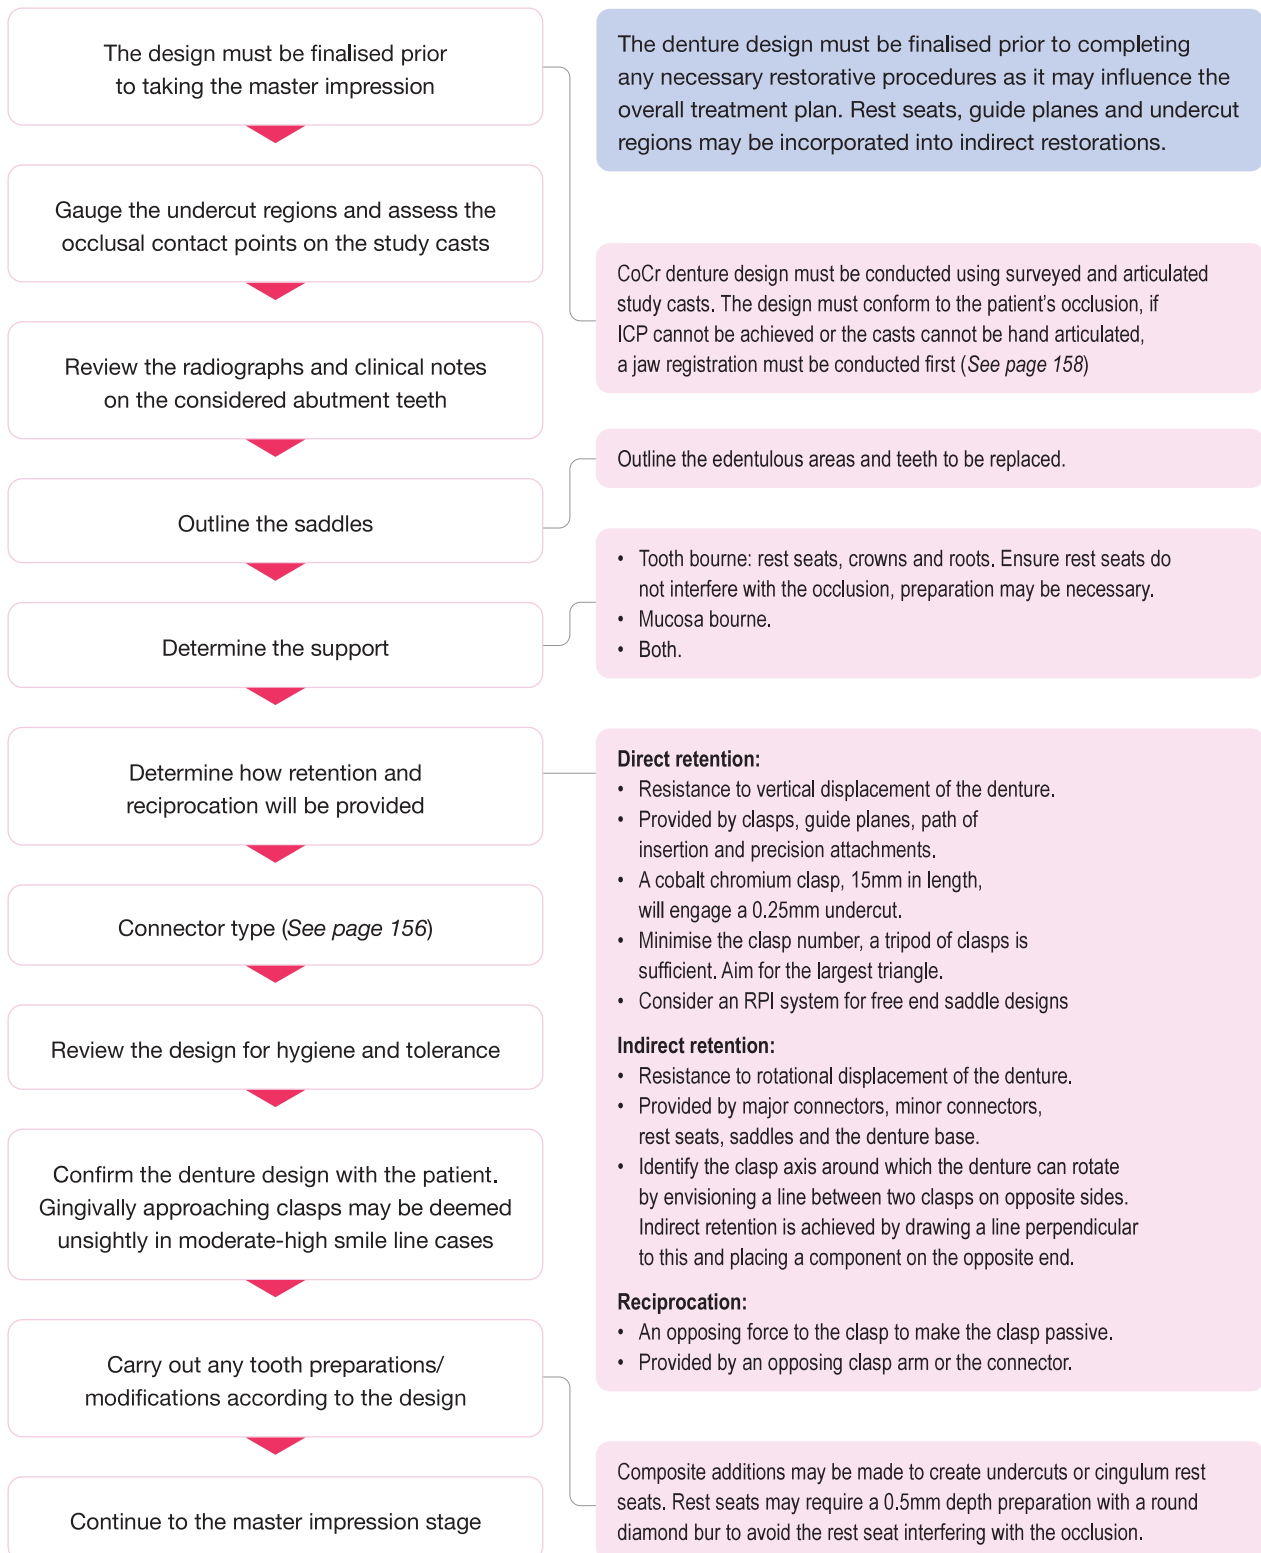 The design must be finalised prior
to taking the master impression
The denture design must be finalised prior to completing
any necessary restorative procedures as it may influence the
overall treatment plan. Rest seats, guide planes and undercut
regions may be incorporated into indirect restorations.
Gauge the undercut regions and assess the
occlusal contact points on the study casts
CoCr denture design must be conducted using surveyed and articulated
study casts. The design must conform to the patient's occlusion, if
ICP cannot be achieved or the casts cannot be hand articulated,
a jaw registration must be conducted first (See page 158)
Review the radiographs and clinical notes
on the considered abutment teeth
Outline the saddles
Outline the edentulous areas and teeth to be replaced.
Determine the support
• Tooth bourne: rest seats, crowns and roots. Ensure rest seats do
not interfere with the occlusion, preparation may be necessary.
• Mucosa bourne.
• Both.
Determine how retention and
reciprocation will be provided
Direct retention:
• Resistance to vertical displacement of the denture.
• Provided by clasps, guide planes, path of
insertion and precision attachments.
• A cobalt chromium clasp, 15mm in length,
will engage a 0.25mm undercut.
• Minimise the clasp number, a tripod of clasps is
sufficient. Aim for the largest triangle.
• Consider an RPI system for free end saddle designs
Indirect retention:
• Resistance to rotational displacement of the denture.
• Provided by major connectors, minor connectors,
rest seats, saddles and the denture base.
• Identify the clasp axis around which the denture can rotate
by envisioning a line between two clasps on opposite sides.
Indirect retention is achieved by drawing a line perpendicular
to this and placing a component on the opposite end.
Reciprocation:
• An opposing force to the clasp to make the clasp passive.
• Provided by an opposing clasp arm or the connector.
Connector type (See page 156)
Review the design for hygiene and tolerance
Confirm the denture design with the patient.
Gingivally approaching clasps may be deemed
unsightly in moderate-high smile line cases
Carry out any tooth preparations/
modifications according to the design
Composite additions may be made to create undercuts or cingulum rest
seats. Rest seats may require a 0.5mm depth preparation with a round
diamond bur to avoid the rest seat interfering with the occlusion.
Continue to the master impression stage